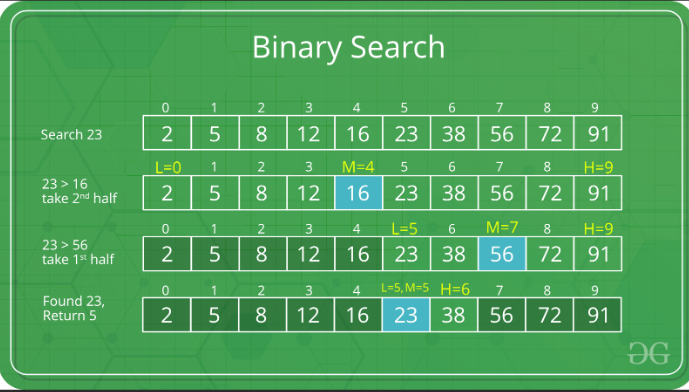 Binary Search
0 1 2 3 4 5 6 7 8 9
Search 23
2 5 8 12 16 23 38 56 72 91
L=0 1 2 3 M=4 5 6 7 8 H=9
23 > 16
take 2nd half
2 5 8 12 16 23 38 56 72 91
0 1 2 3 4 L=5 6 M=7 8 H=9
23 > 56
take 1st half
2 5 8 12 16 23 38 56 72 91
0 1 2 3 4 L=5, M=5 H=6 7 8 9
Found 23,
Return 5
2 5 8 12 16 23 38 56 72 91